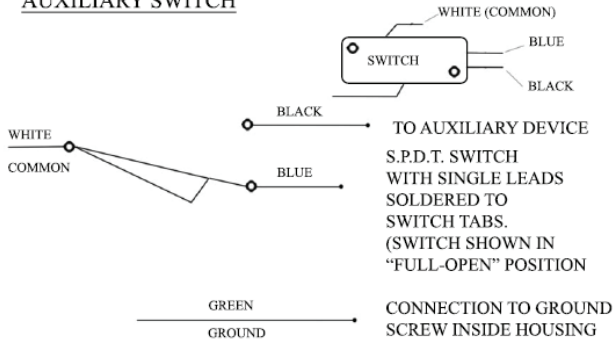 AUXILIARY SWITCH
WHITE (COMMON)
BLUE
SWITCH
BLACK
BLACK
TO AUXILIARY DEVICE
WHITE
COMMON
BLUE
S.P.D.T. SWITCH
WITH SINGLE LEADS
SOLDERED TO
SWITCH TABS.
(SWITCH SHOWN IN
“FULL-OPEN” POSITION
GREEN
GROUND
CONNECTION TO GROUND
SCREW INSIDE HOUSING